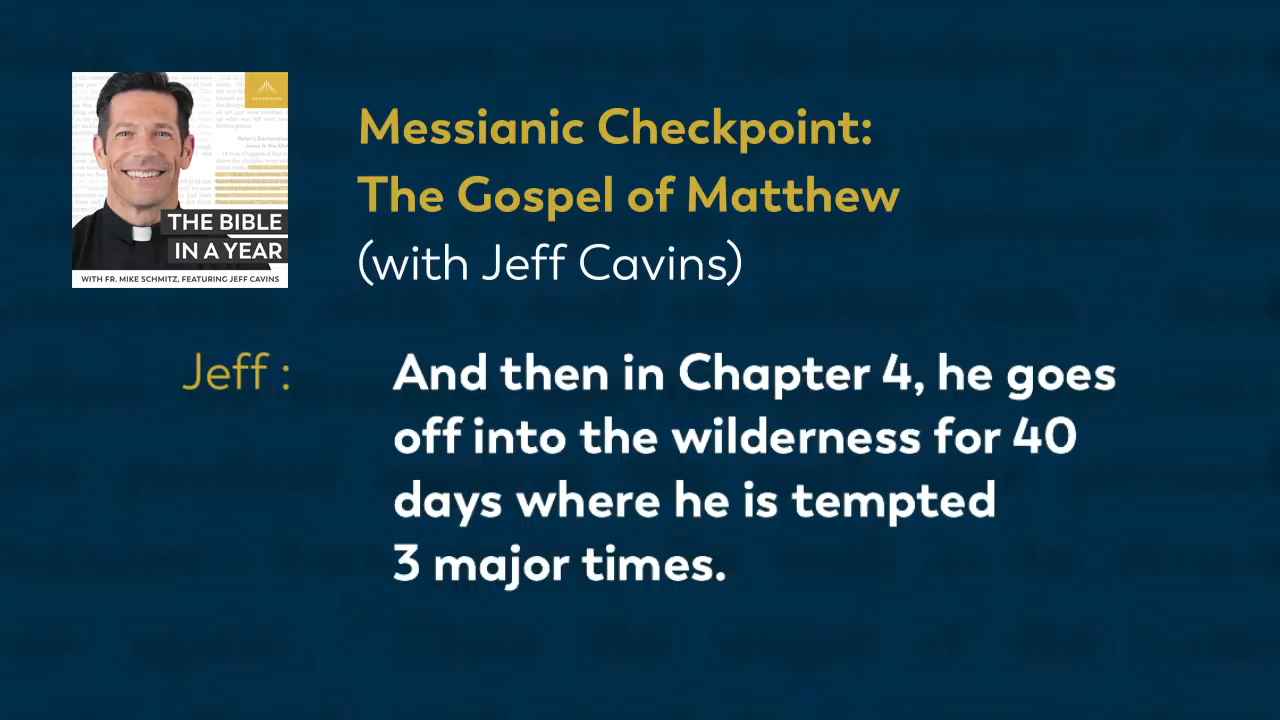 Messianic Checkpoint:
The Gospel of Matthew
(with Jeff Cavins)
THE BIBLE
IN A YEAR
WITH FR. MIKE SCHMITZ, FEATURING JEFF CAVINS
Jeff :
And then in Chapter 4, he goes
off into the wilderness for 40
days where he is tempted
3 major times.